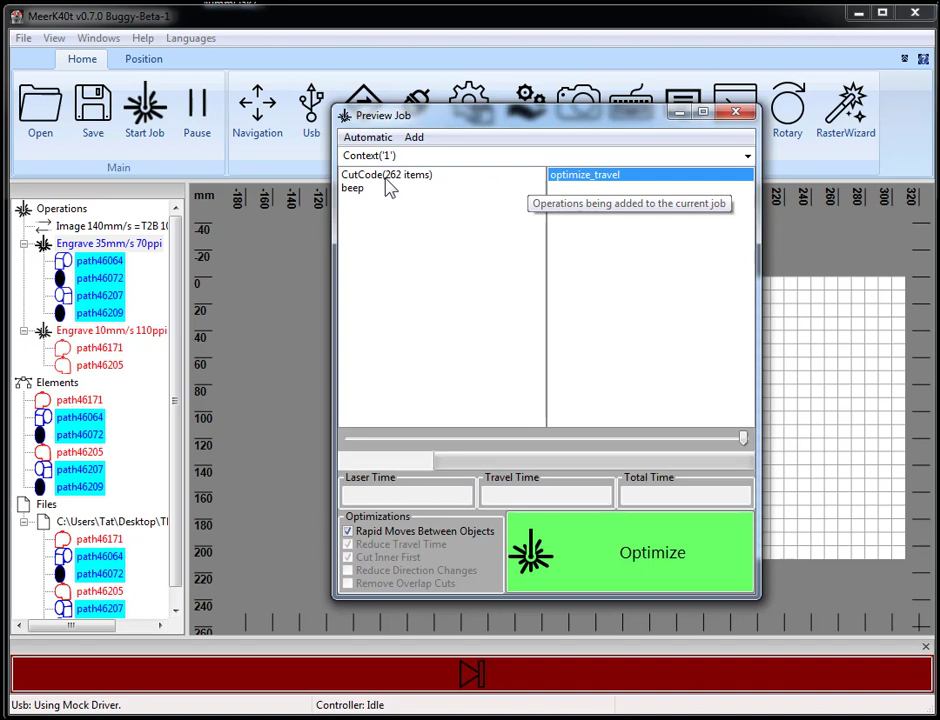 MeerK40t v0.7.0 Buggy-Beta-1
File View Windows Help Languages
Home Position
Open Save Start Job Pause Navigation Usb Rotary RasterWizard
Main
Preview Job
Automatic Add
Context('1')
CutCode(262 items)
beep
optimize_travel
Operations being added to the current job
Laser Time Travel Time Total Time
Optimizations
Rapid Moves Between Objects
Reduce Travel Time
Cut Inner First
Reduce Direction Changes
Remove Overlap Cuts
Optimize
Operations
Image 140mm/s =T2B 10
Engrave 35mm/s 70ppi
path46064
path46072
path46207
path46209
Engrave 10mm/s 110ppi
path46171
path46205
Elements
path46171
path46064
path46072
path46205
path46207
path46209
Files
C:\Users\Tat\Desktop\Tl
path46171
path46064
path46072
path46205
path46207
mm
-180 -160 -140 -120 220 240 260 280 300 320
-40
-20
0
20
40
60
80
100
120
140
160
180
200
220
240
260
Usb: Using Mock Driver. Controller: Idle